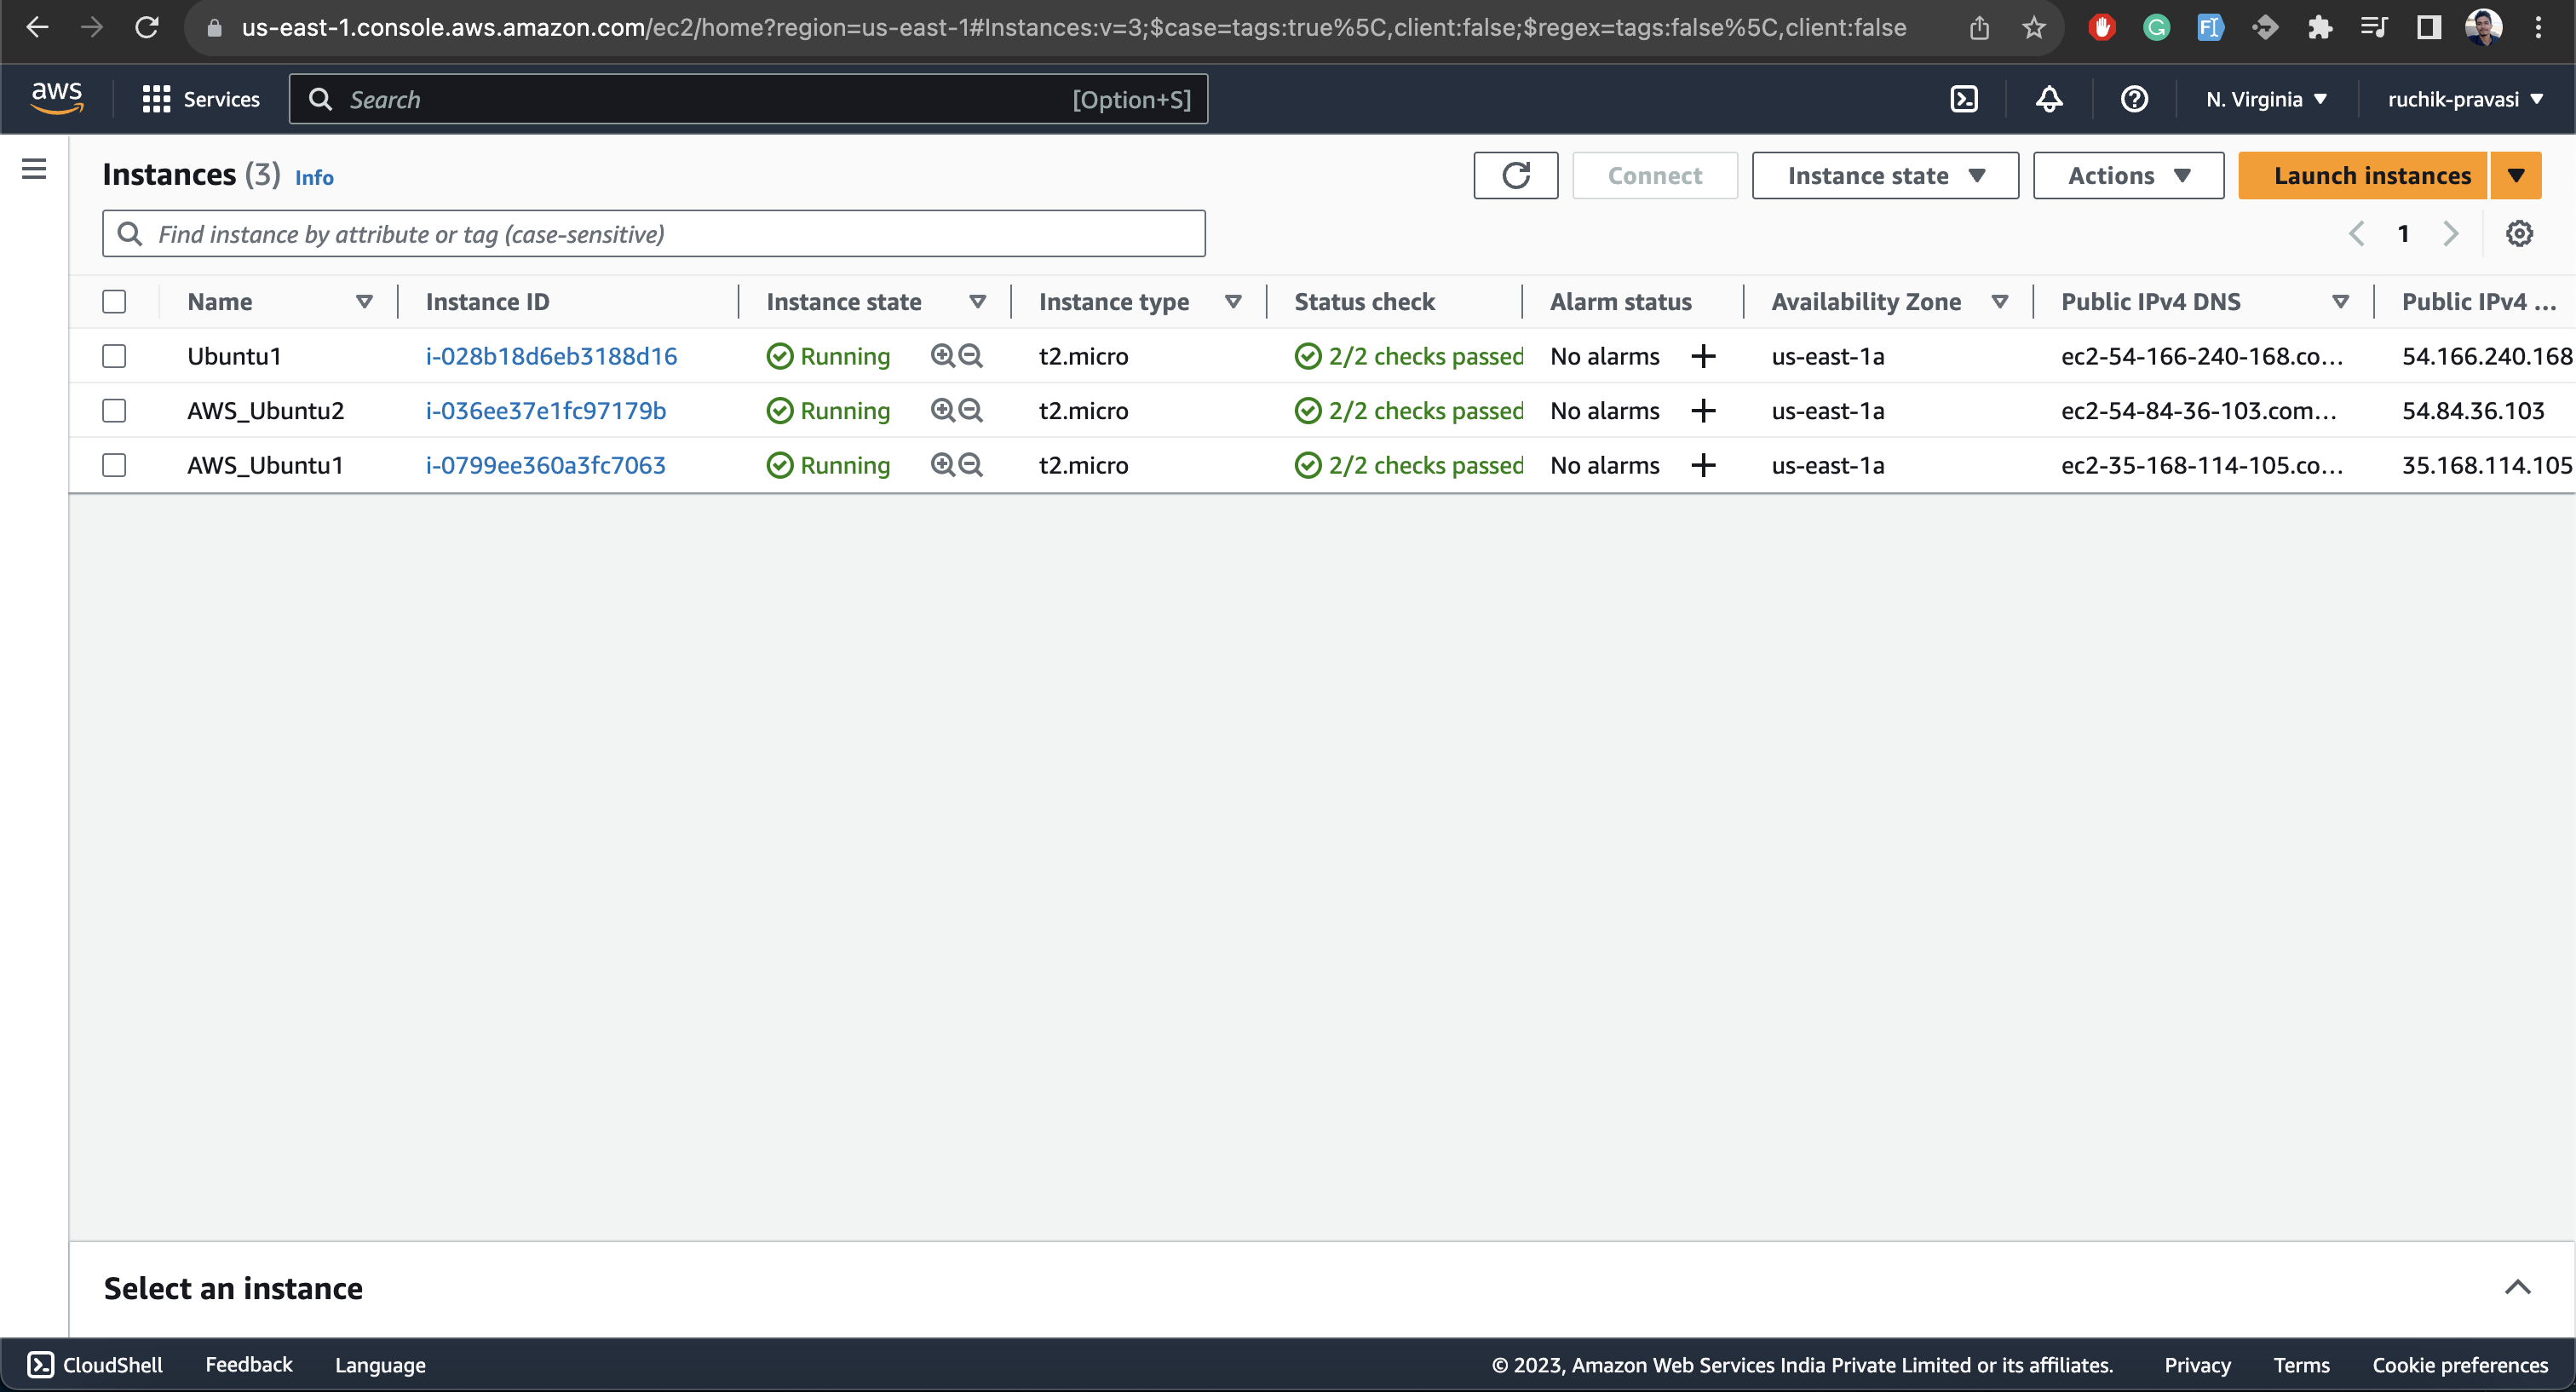 us-east-1.console.aws.amazon.com/ec2/home?region=us-east-1#Instances:v=3;$case=tags:true%5C,client:false;$regex=tags:false%5C,client:false
aws Services Search [Option+S] N. Virginia ruchik-pravasi
Instances (3) Info Connect Instance state Actions Launch instances
Find instance by attribute or tag (case-sensitive) 1
Name Instance ID Instance state Instance type Status check Alarm status Availability Zone Public IPv4 DNS Public IPv4 ...
Ubuntu1 i-028b18d6eb3188d16 Running t2.micro 2/2 checks passed No alarms us-east-1a ec2-54-166-240-168.co... 54.166.240.168
AWS_Ubuntu2 i-036ee37e1fc97179b Running t2.micro 2/2 checks passed No alarms us-east-1a ec2-54-84-36-103.com... 54.84.36.103
AWS_Ubuntu1 i-0799ee360a3fc7063 Running t2.micro 2/2 checks passed No alarms us-east-1a ec2-35-168-114-105.co... 35.168.114.105
Select an instance
CloudShell Feedback Language © 2023, Amazon Web Services India Private Limited or its affiliates. Privacy Terms Cookie preferences